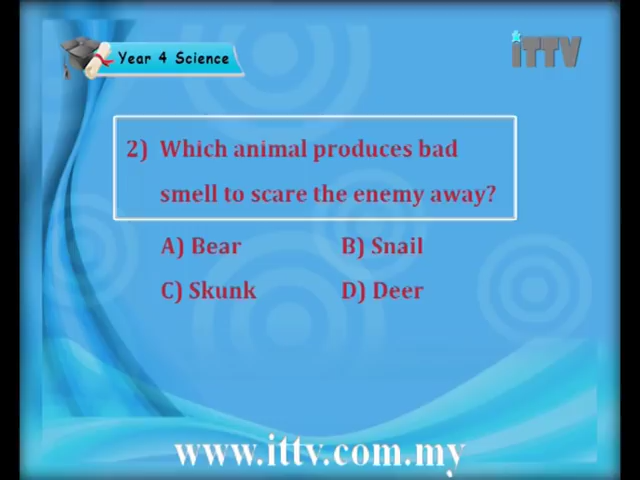 Year 4 Science
iTTV
2) Which animal produces bad
smell to scare the enemy away?
A) Bear B) Snail
C) Skunk D) Deer
www.ittv.com.my